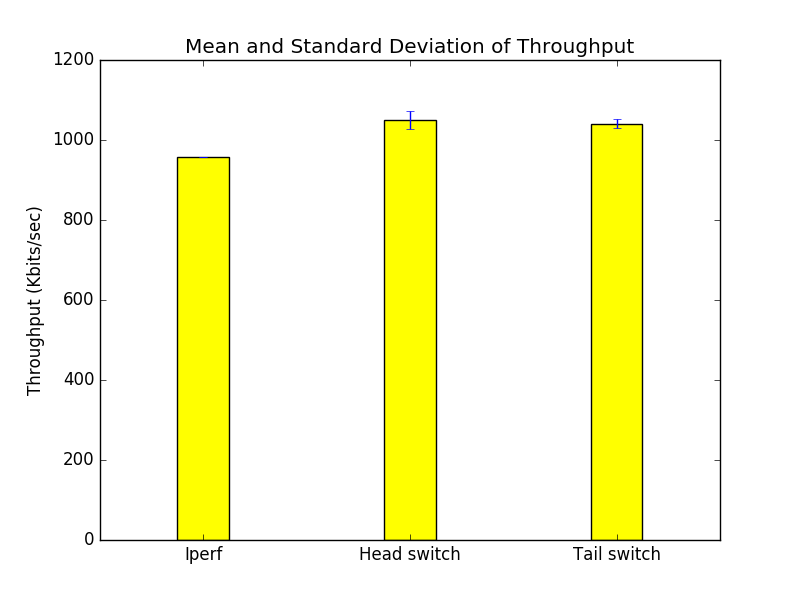 Mean and Standard Deviation of Throughput
1200
1000
800
600
400
200
0
Throughput (Kbits/sec)
Iperf
Head switch
Tail switch